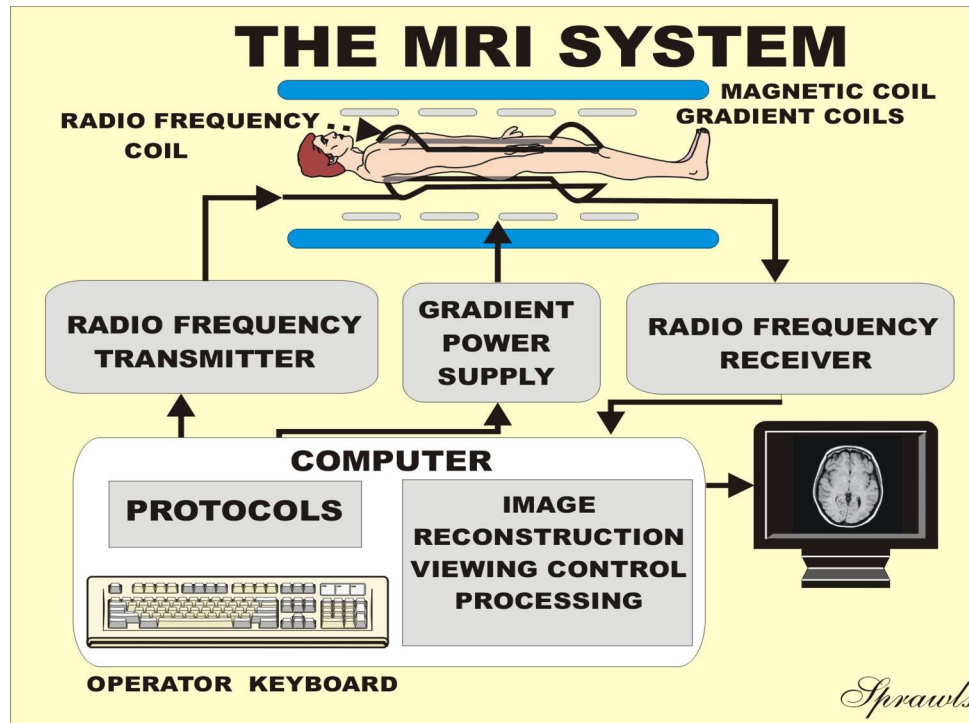 THE MRI SYSTEM
MAGNETIC COIL
GRADIENT COILS
RADIO FREQUENCY
COIL
RADIO FREQUENCY
TRANSMITTER
GRADIENT
POWER
SUPPLY
RADIO FREQUENCY
RECEIVER
COMPUTER
PROTOCOLS
IMAGE
RECONSTRUCTION
VIEWING CONTROL
PROCESSING
OPERATOR KEYBOARD
Sprawls